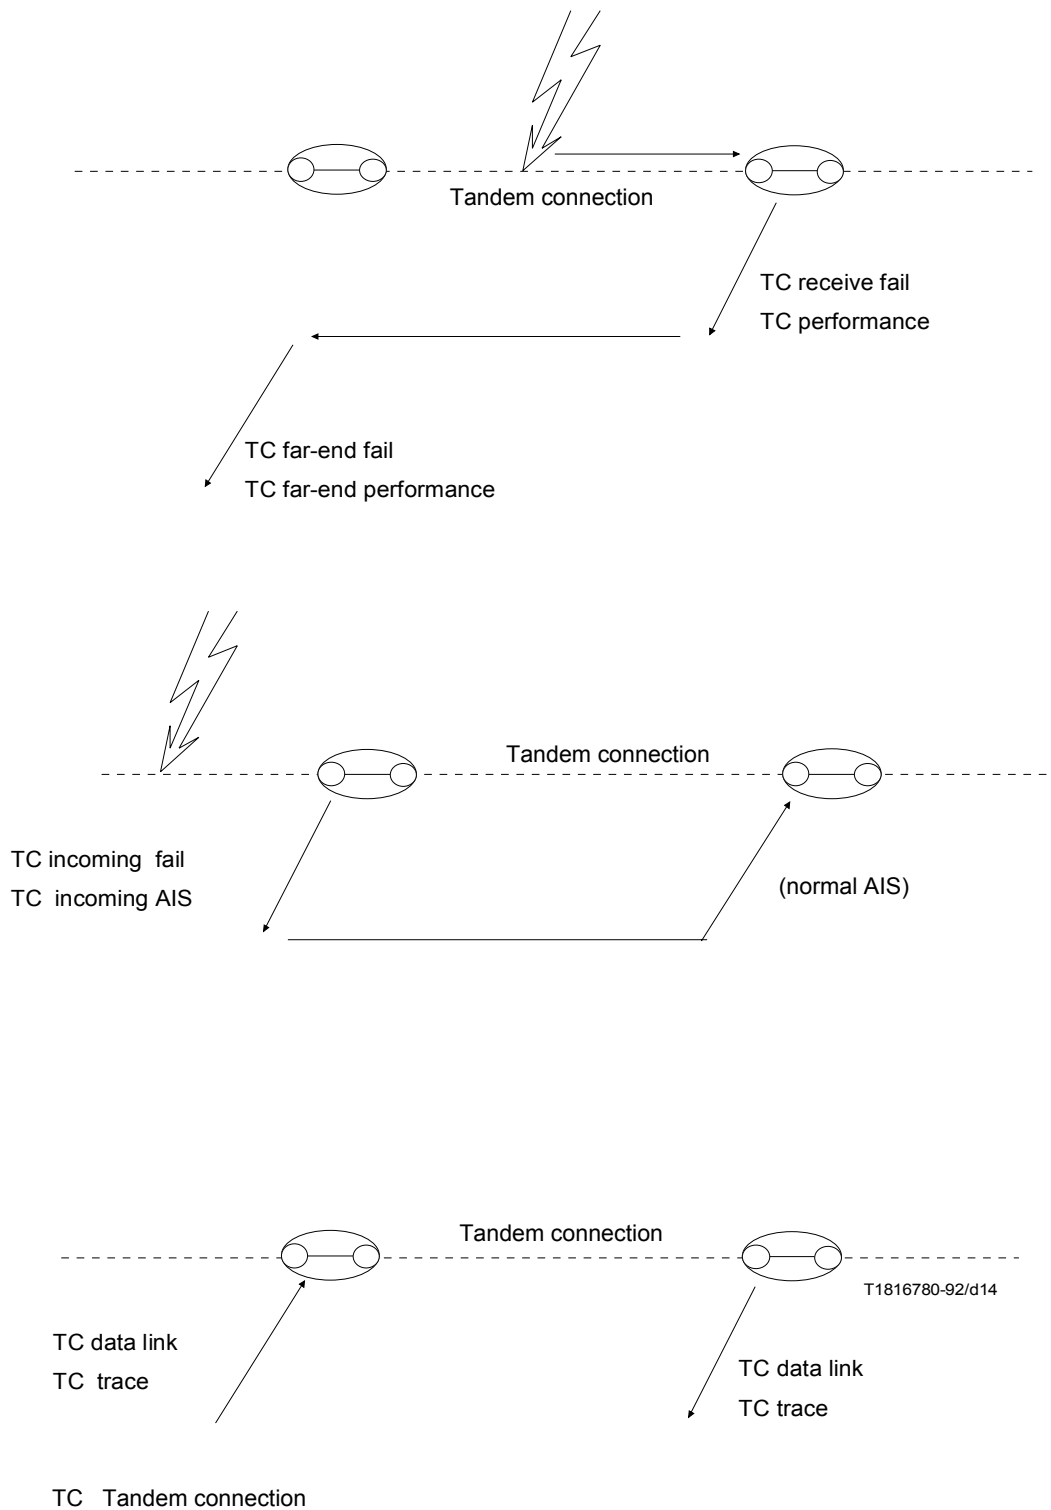 Tandem connection
TC receive fail
TC performance
TC far-end fail
TC far-end performance
Tandem connection
TC incoming fail
TC incoming AIS
(normal AIS)
Tandem connection
T1816780-92/d14
TC data link
TC trace
TC data link
TC trace
TC Tandem connection